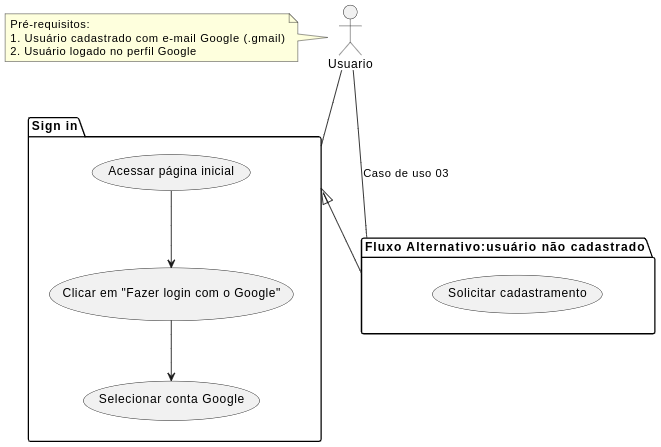 Pré-requisitos:
1. Usuário cadastrado com e-mail Google (.gmail)
2. Usuário logado no perfil Google
Usuario
Sign in
Acessar página inicial
Caso de uso 03
Fluxo Alternativo:usuário não cadastrado
Clicar em "Fazer login com o Google"
Solicitar cadastramento
Selecionar conta Google